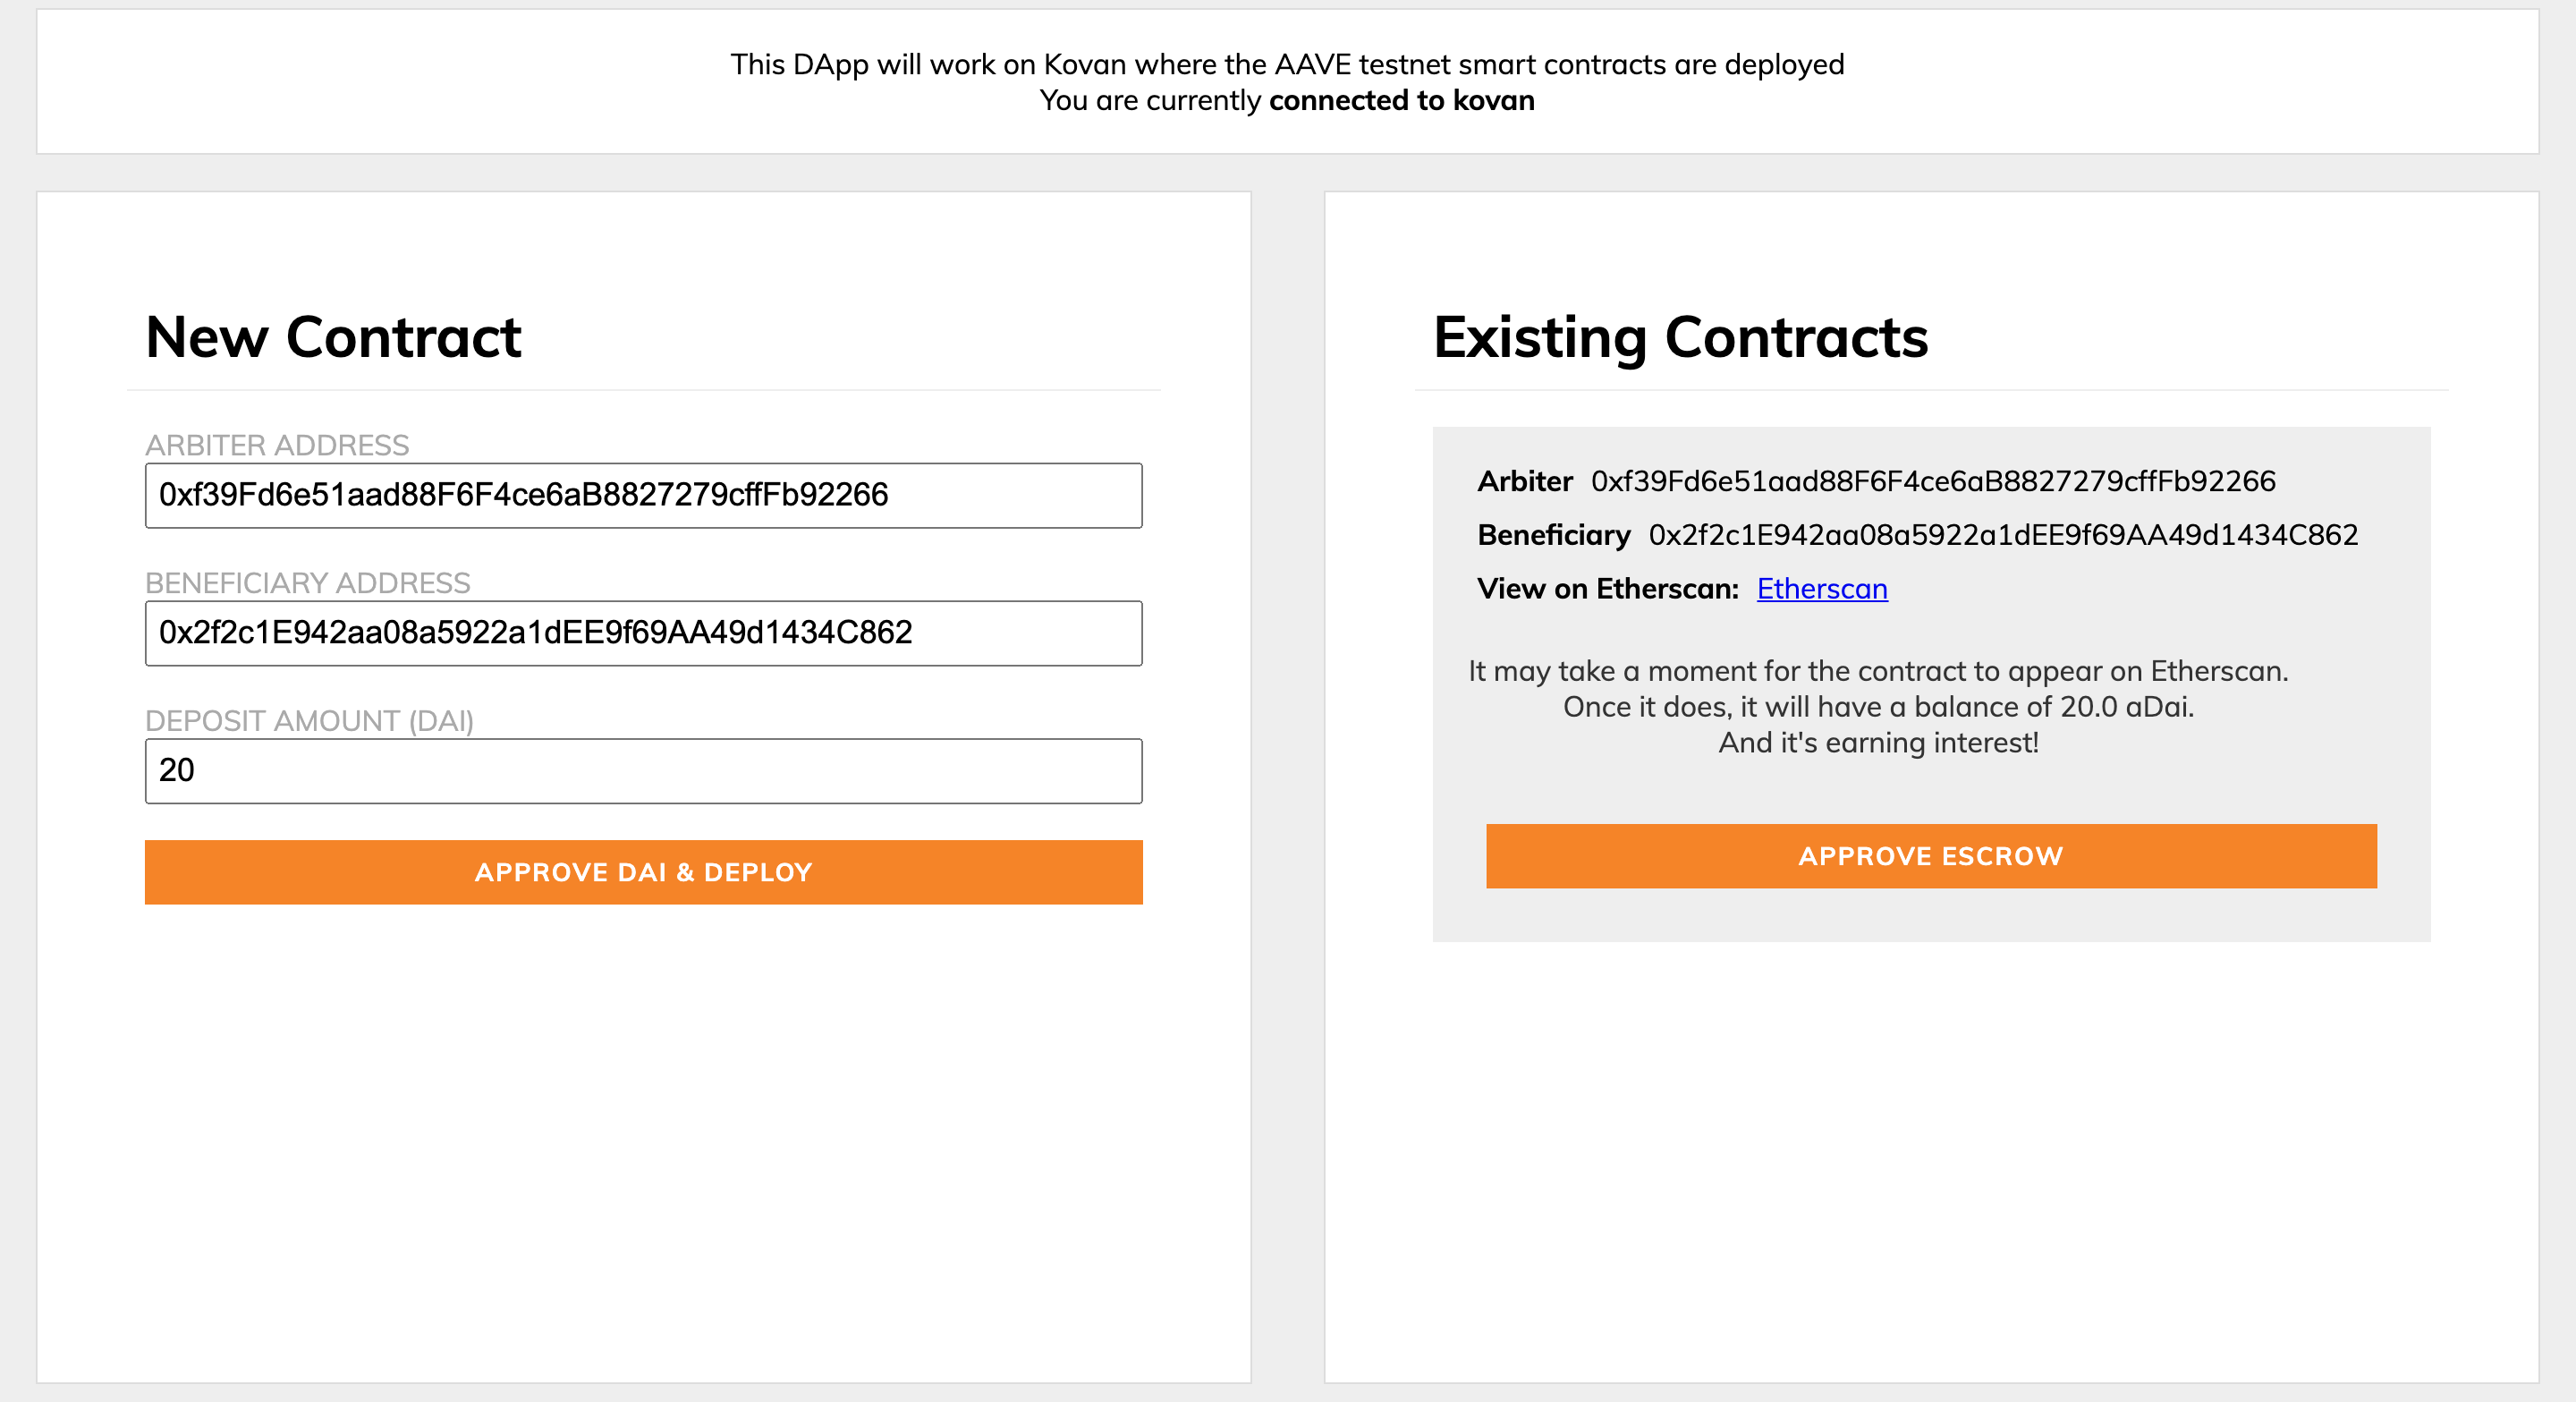 This DApp will work on Kovan where the AAVE testnet smart contracts are deployed
You are currently connected to kovan
New Contract
ARBITER ADDRESS
0xf39Fd6e51aad88F6F4ce6aB8827279cffFb92266
BENEFICIARY ADDRESS
0x2f2c1E942aa08a5922a1dEE9f69AA49d1434C862
DEPOSIT AMOUNT (DAI)
20
APPROVE DAI & DEPLOY
Existing Contracts
Arbiter 0xf39Fd6e51aad88F6F4ce6aB8827279cffFb92266
Beneficiary 0x2f2c1E942aa08a5922a1dEE9f69AA49d1434C862
View on Etherscan: Etherscan
It may take a moment for the contract to appear on Etherscan.
Once it does, it will have a balance of 20.0 aDai.
And it's earning interest!
APPROVE ESCROW